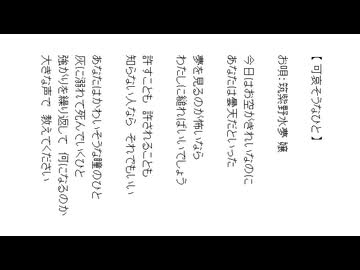 【可哀そうなひと】
お唄:筑紫野水夢 嬢
今日はお空がきれいなのに
あなたは曇天だといった
夢を見るのが怖いなら
わたしに縋ればいいでしょう
許すことも 許されることも
知らない人なら それでもいい
あなたはかわいそうな瞳のひと
灰に溺れて死んでいくひと
強がりを繰り返して 何になるのか
大きな声で 教えてください